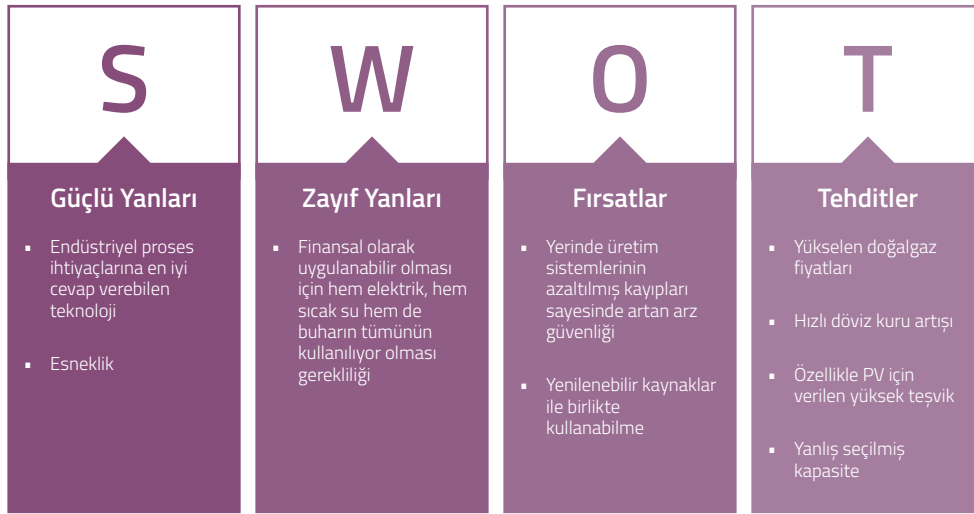 S
Güçlü Yanları
▪ Endüstriyel proses
ihtiyaçlarına en iyi
cevap verebilen
teknoloji
▪ Esneklik
W
Zayıf Yanları
▪ Finansal olarak
uygulanabilir olması
için hem elektrik, hem
sıcak su hem de
buharın tümünün
kullanılıyor olması
gerekliliği
O
Fırsatlar
▪ Yerinde üretim
sistemlerinin
azaltılmış kayıpları
sayesinde artan arz
güvenliği
▪ Yenilenebilir kaynaklar
ile birlikte
kullanabilme
T
Tehditler
▪ Yükselen doğalgaz
fiyatları
▪ Hızlı döviz kuru artışı
▪ Özellikle PV için
verilen yüksek teşvik
▪ Yanlış seçilmiş
kapasite